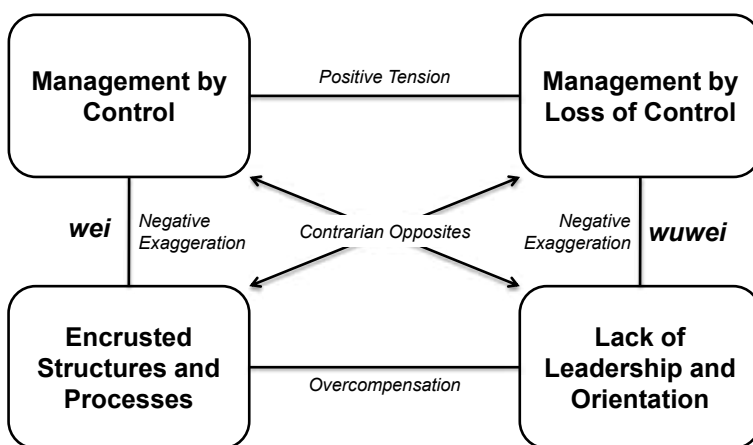 Management by
Control
Positive Tension
Management by
Loss of Control
wei
Negative
Exaggeration
Contrarian Opposites
Negative
Exaggeration
wuwei
Encrusted
Structures and
Processes
Overcompensation
Lack of
Leadership and
Orientation